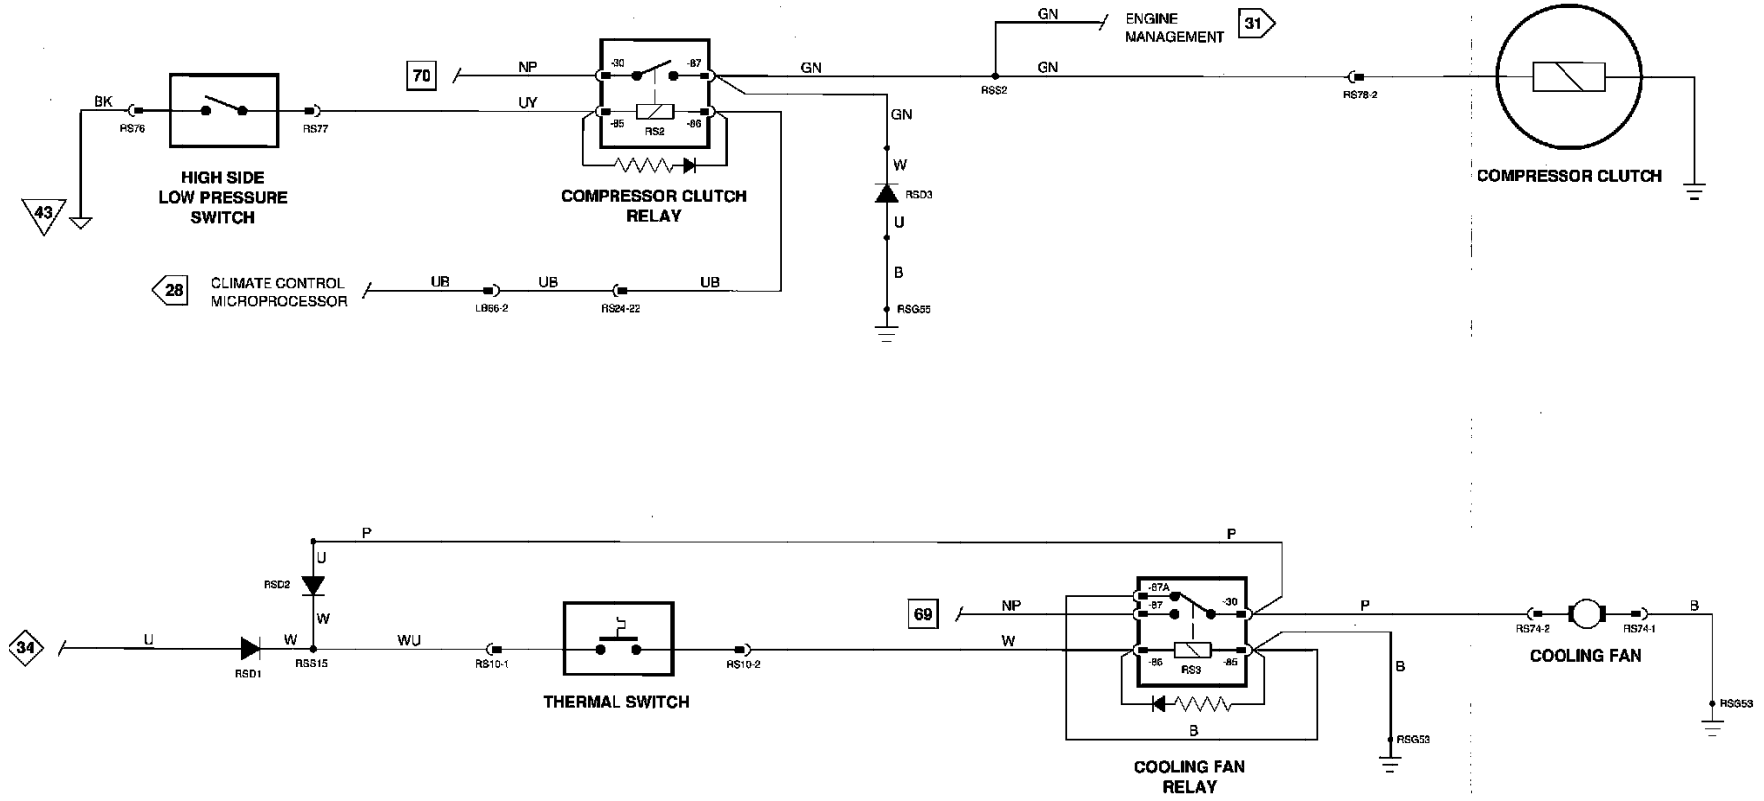 GN
ENGINE
MANAGEMENT
31
70
NP
-30
-87
GN
GN
RSS2
RS78-2
BK
RS76
RS77
UY
-85
RS2
-86
GN
HIGH SIDE
LOW PRESSURE
SWITCH
43
COMPRESSOR CLUTCH
RELAY
W
RSD3
U
B
RSG55
COMPRESSOR CLUTCH
28
CLIMATE CONTROL
MICROPROCESSOR
UB
LB66-2
UB
RS24-22
UB
P
P
U
RSD2
W
34
U
RSD1
W
RSS15
WU
RS10-1
RS10-2
THERMAL SWITCH
69
NP
W
-87A
-87
-30
-86
RS3
-85
B
B
RSG53
COOLING FAN
RELAY
P
RS74-2
RS74-1
B
COOLING FAN
RSG53